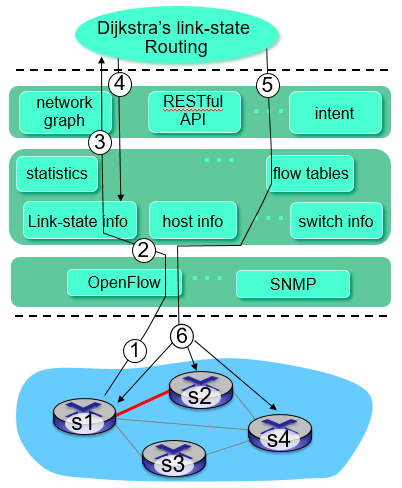 Dijkstra's link-state
Routing
4
5
network
graph
RESTful
API
intent
3
statistics
flow tables
Link-state info
host info
switch info
2
OpenFlow
SNMP
1
6
s1
s2
s3
s4